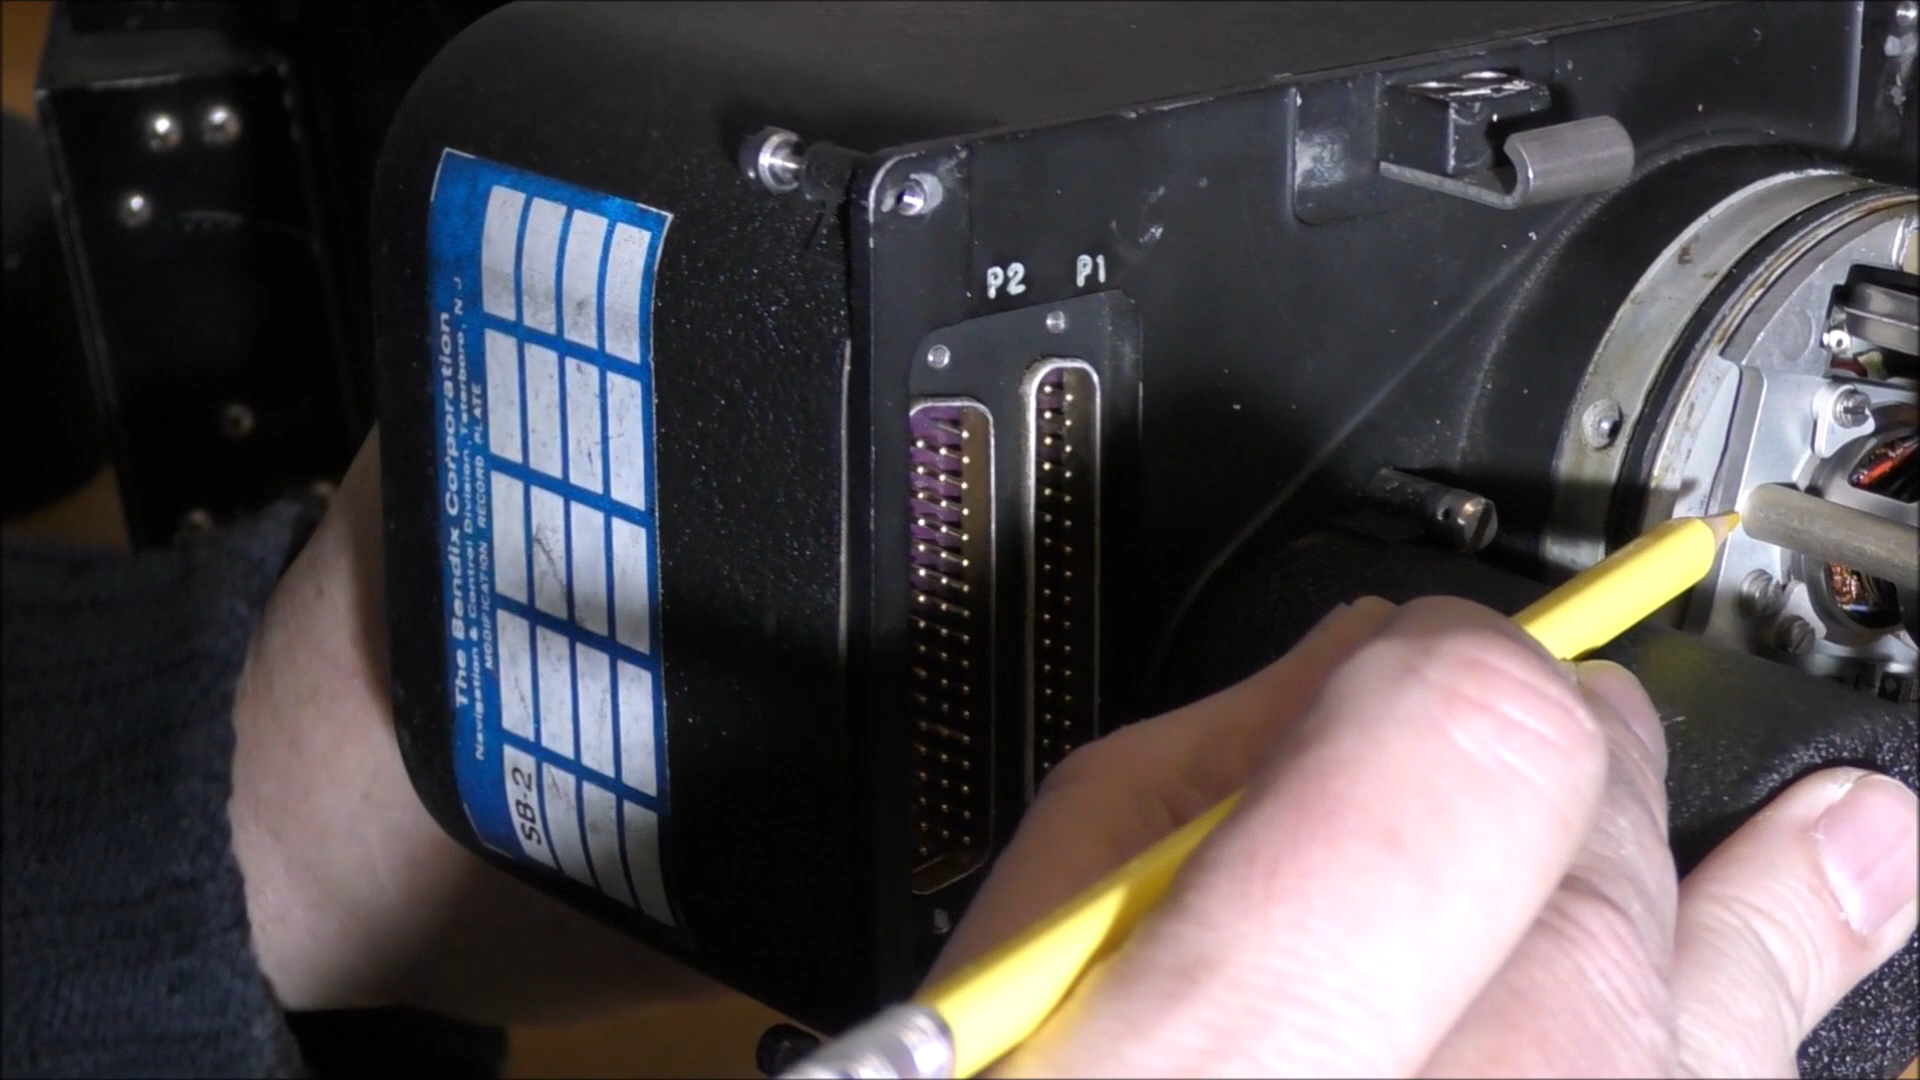 The Bendix Corporation
Navigation & Control Division, Teterboro, N J
MODIFICATION RECORD PLATE
SB-2
P2 P1